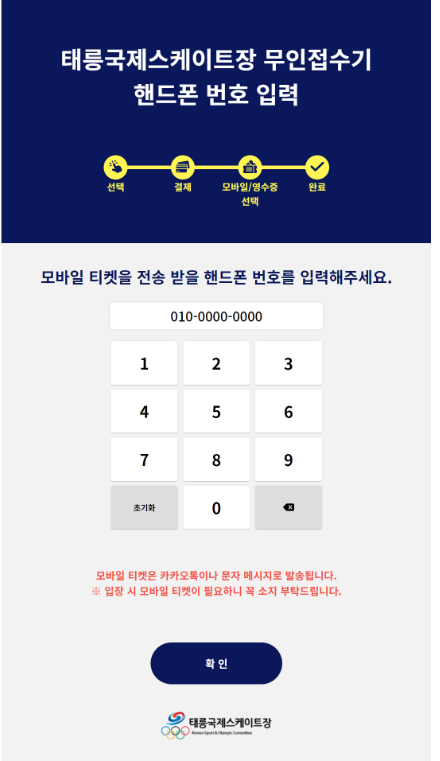 태릉국제스케이트장 무인접수기
핸드폰 번호 입력
선택
결제
모바일/영수증
선택
완료
모바일 티켓을 전송 받을 핸드폰 번호를 입력해주세요.
010-0000-0000
1 2 3
4 5 6
7 8 9
초기화 0
모바일 티켓은 카카오톡이나 문자 메시지로 발송됩니다.
※ 입장 시 모바일 티켓이 필요하니 꼭 소지 부탁드립니다.
확 인
태릉국제스케이트장
Korean Sport & Olympic Committee